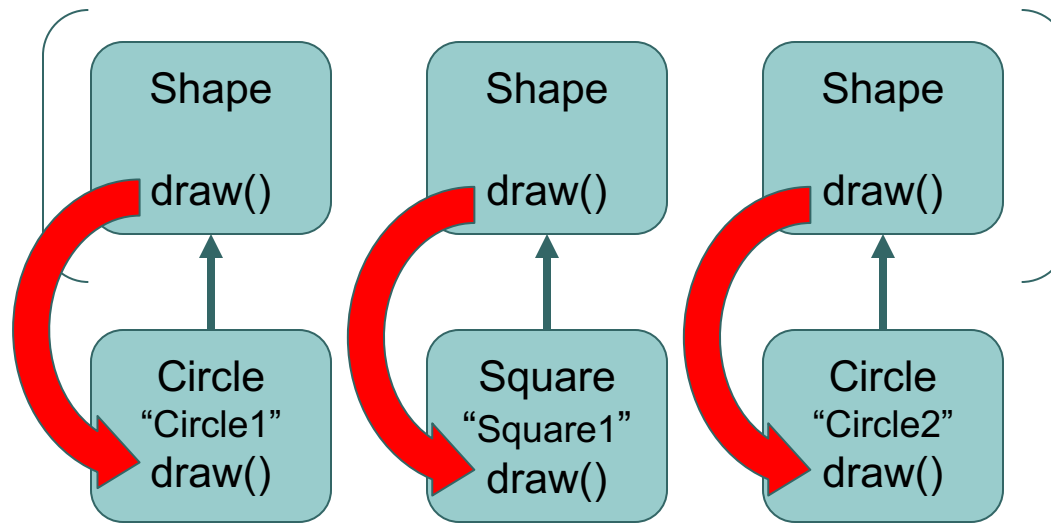 Shape
draw()
Shape
draw()
Shape
draw()
Circle
“Circle1”
draw()
Square
“Square1”
draw()
Circle
“Circle2”
draw()